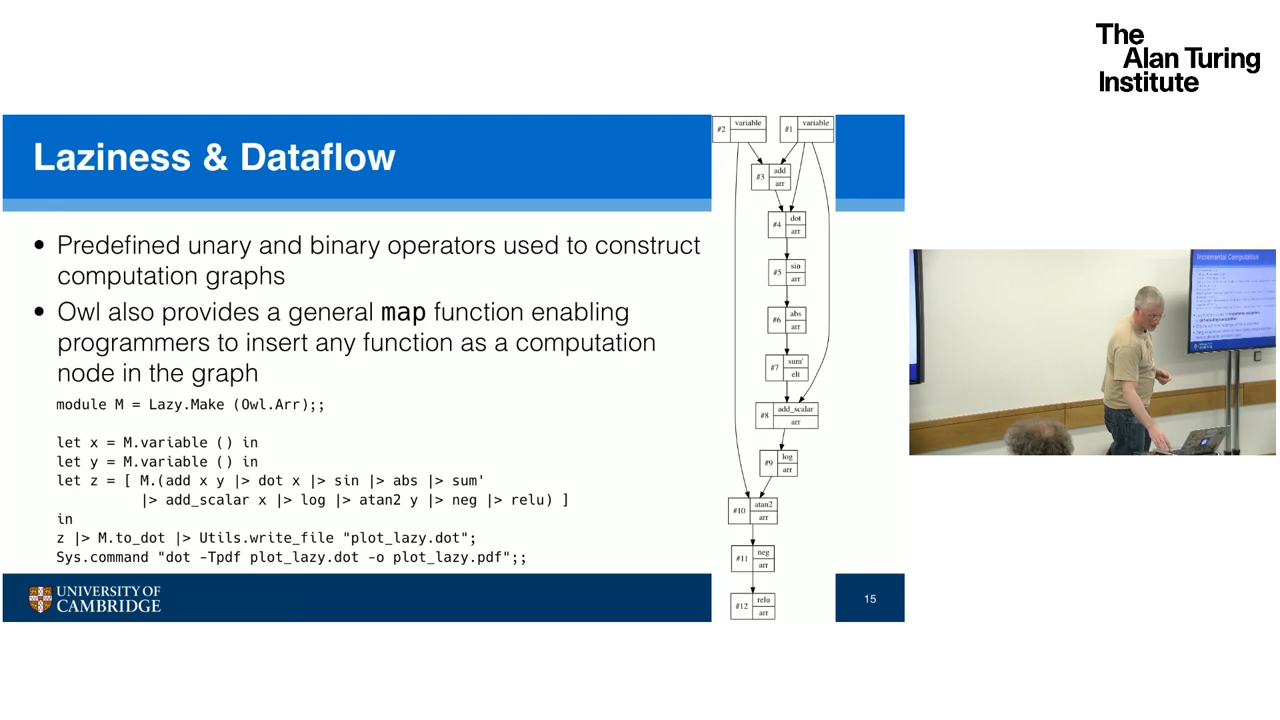 The
Alan Turing
Institute
Laziness & Dataflow
• Predefined unary and binary operators used to construct
computation graphs
• Owl also provides a general map function enabling
programmers to insert any function as a computation
node in the graph
module M = Lazy.Make (Owl.Arr);;
let x = M.variable () in
let y = M.variable () in
let z = [ M.(add x y |> dot x |> sin |> abs |> sum'
|> add_scalar x |> log |> atan2 y |> neg |> relu) ]
in
z |> M.to_dot |> Utils.write_file "plot_lazy.dot";
Sys.command "dot -Tpdf plot_lazy.dot -o plot_lazy.pdf";;
#2 variable
#1 variable
#3 add
arr
#4 dot
arr
#5 sin
arr
#6 abs
arr
#7 sum'
elt
#8 add_scalar
arr
#9 log
arr
#10 atan2
arr
#11 neg
arr
#12 relu
arr
UNIVERSITY OF
CAMBRIDGE
15
Incremental Computation